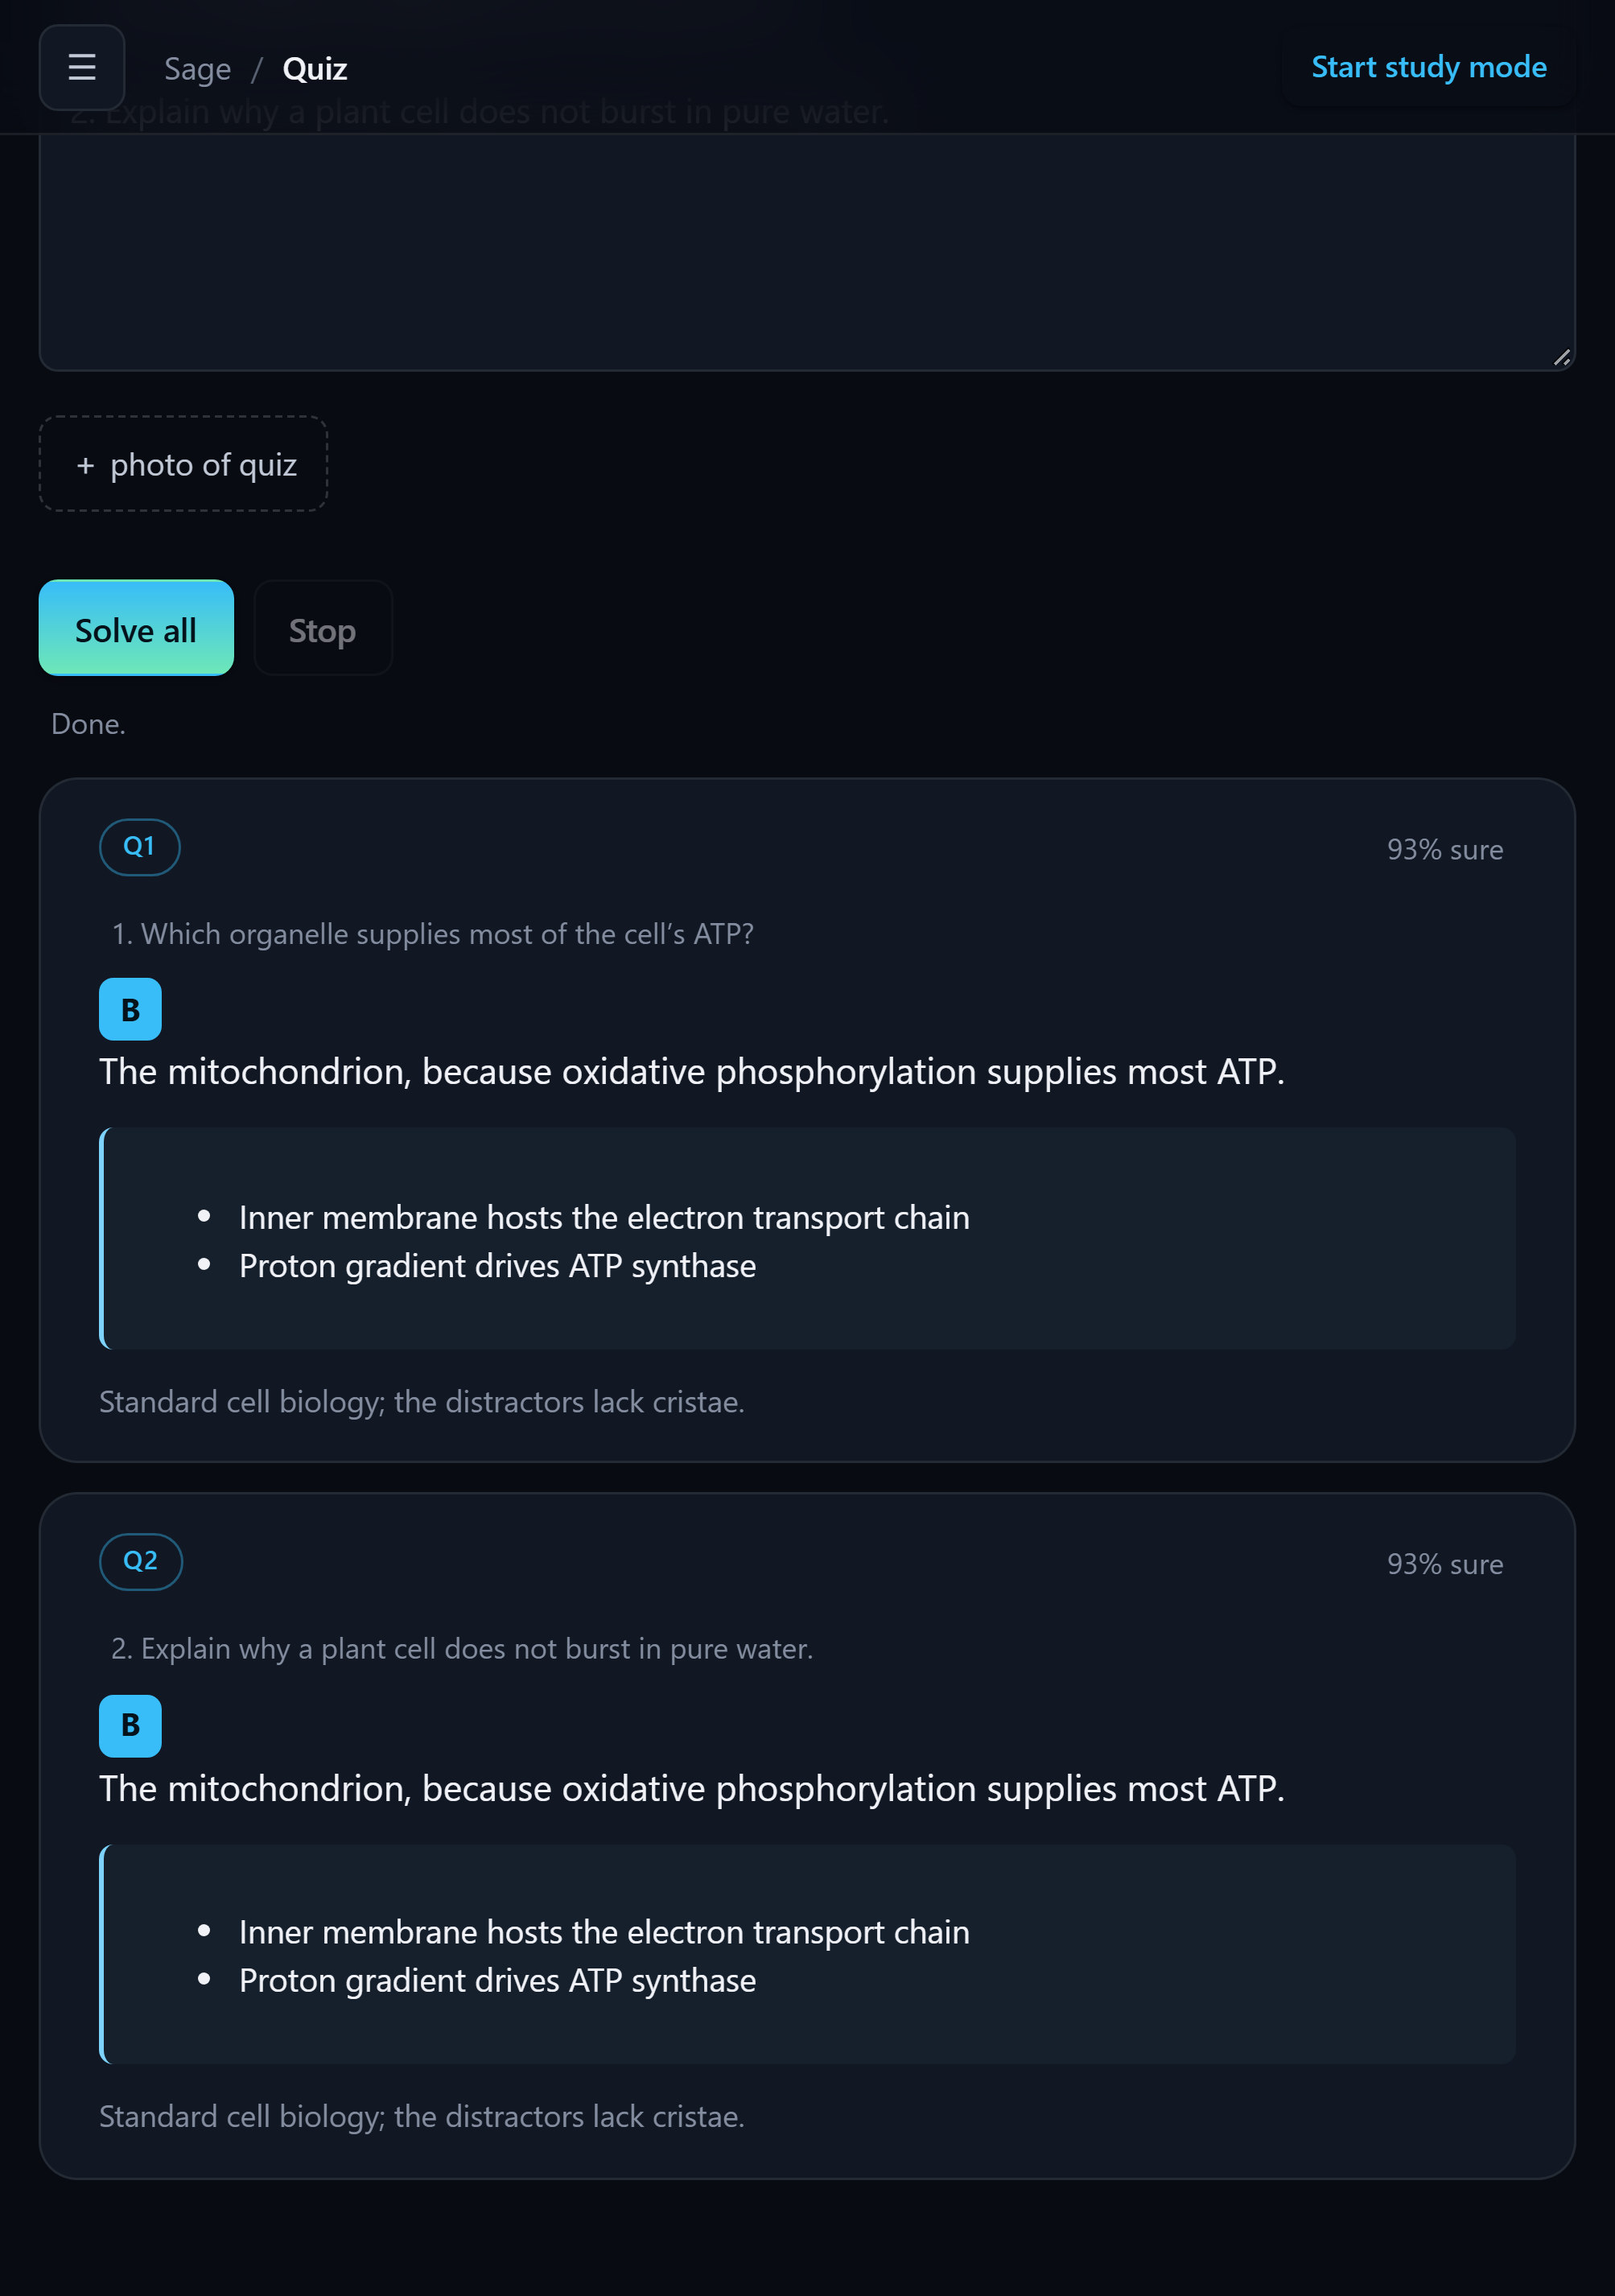 ☰ Sage / Quiz Start study mode
2. Explain why a plant cell does not burst in pure water.
+ photo of quiz
Solve all Stop
Done.
Q1 93% sure
1. Which organelle supplies most of the cell’s ATP?
B
The mitochondrion, because oxidative phosphorylation supplies most ATP.
• Inner membrane hosts the electron transport chain
• Proton gradient drives ATP synthase
Standard cell biology; the distractors lack cristae.
Q2 93% sure
2. Explain why a plant cell does not burst in pure water.
B
The mitochondrion, because oxidative phosphorylation supplies most ATP.
• Inner membrane hosts the electron transport chain
• Proton gradient drives ATP synthase
Standard cell biology; the distractors lack cristae.